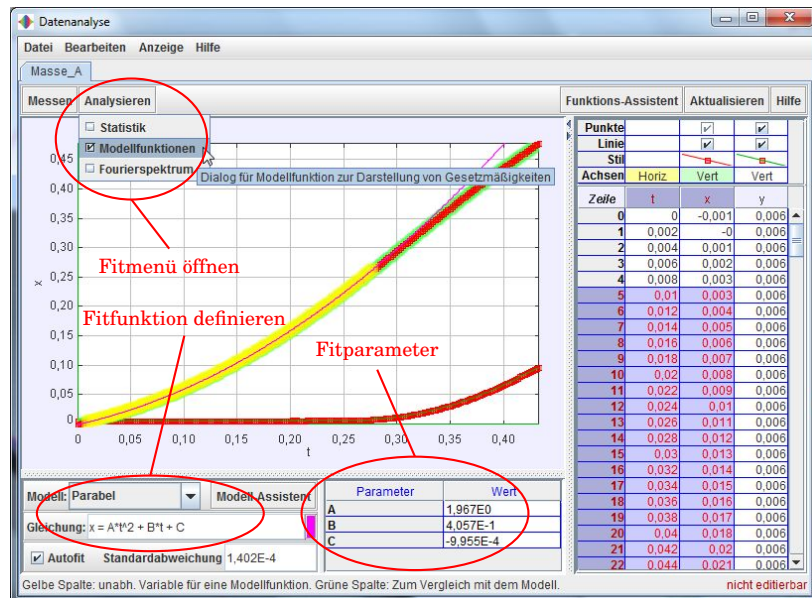 Datenanalyse
Datei Bearbeiten Anzeige Hilfe
Masse_A
Messen Analysieren Funktions-Assistent Aktualisieren Hilfe
Statistik
Modellfunktionen
Fourierspektrum
Dialog für Modellfunktion zur Darstellung von Gesetzmäßigkeiten
Fitmenü öffnen
Fitfunktion definieren
Fitparameter
0,45
0,40
0,35
0,30
0,25
0,20
0,15
0,10
0,05
0
x
0 0,05 0,10 0,15 0,20 0,25 0,30 0,35 0,40
t
Punkte
Linie
Stil
Achsen Horiz Vert Vert
Zeile t x y
0 0 -0,001 0,006
1 0,002 -0 0,006
2 0,004 0,001 0,006
3 0,006 0,002 0,006
4 0,008 0,003 0,006
5 0,01 0,003 0,006
6 0,012 0,004 0,006
7 0,014 0,005 0,006
8 0,016 0,006 0,006
9 0,018 0,007 0,006
10 0,02 0,008 0,006
11 0,022 0,009 0,006
12 0,024 0,01 0,006
13 0,026 0,011 0,006
14 0,028 0,012 0,006
15 0,03 0,013 0,006
16 0,032 0,014 0,006
17 0,034 0,015 0,006
18 0,036 0,016 0,006
19 0,038 0,017 0,006
20 0,04 0,018 0,006
21 0,042 0,02 0,006
22 0,044 0,021 0,006
Modell: Parabel Modell Assistent
Gleichung: x = A*t^2 + B*t + C
Autofit Standardabweichung 1,402E-4
Parameter Wert
A 1,967E0
B 4,057E-1
C -9,955E-4
Gelbe Spalte: unabh. Variable für eine Modellfunktion. Grüne Spalte: Zum Vergleich mit dem Modell. nicht editierbar